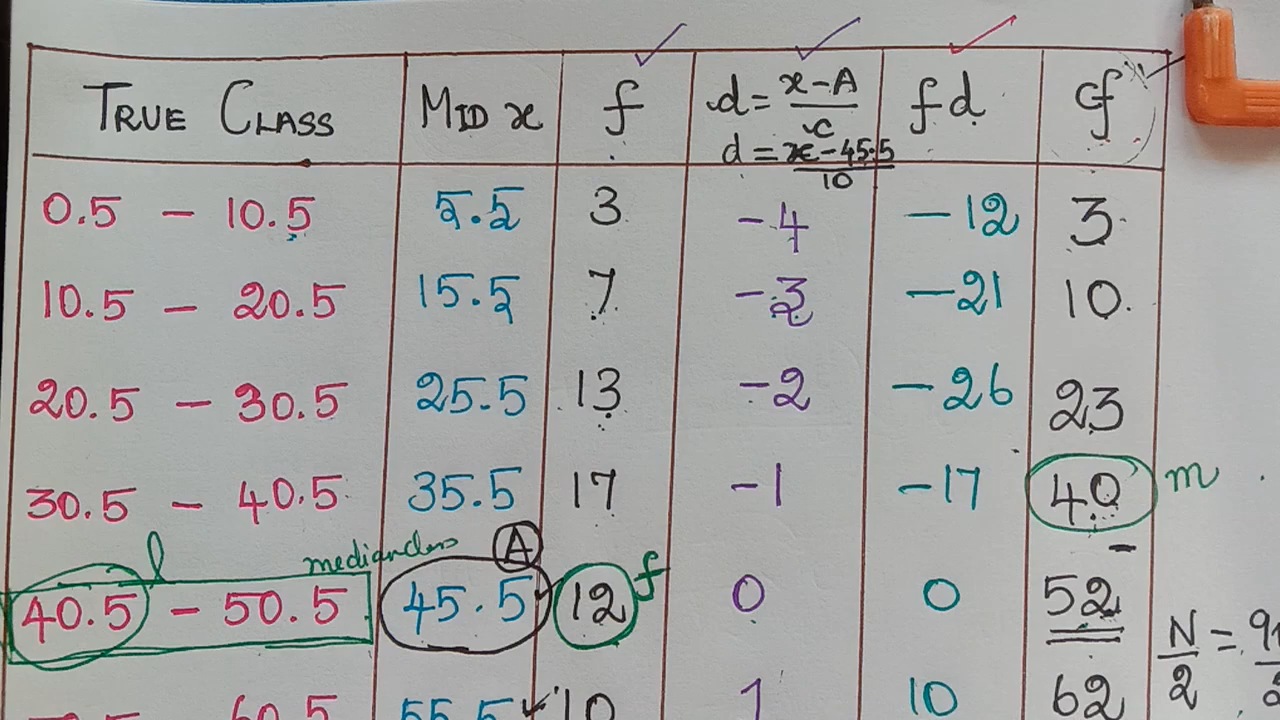 TRUE CLASS MID x f d = x-A/c fd cf
d = x-45.5/10
0.5 - 10.5 5.5 3 -4 -12 3
10.5 - 20.5 15.5 7 -3 -21 10
20.5 - 30.5 25.5 13 -2 -26 23
30.5 - 40.5 35.5 17 -1 -17 40 m
l median class A f
40.5 - 50.5 45.5 12 0 0 52
N/2 =
60.5 55.5 10 1 10 62